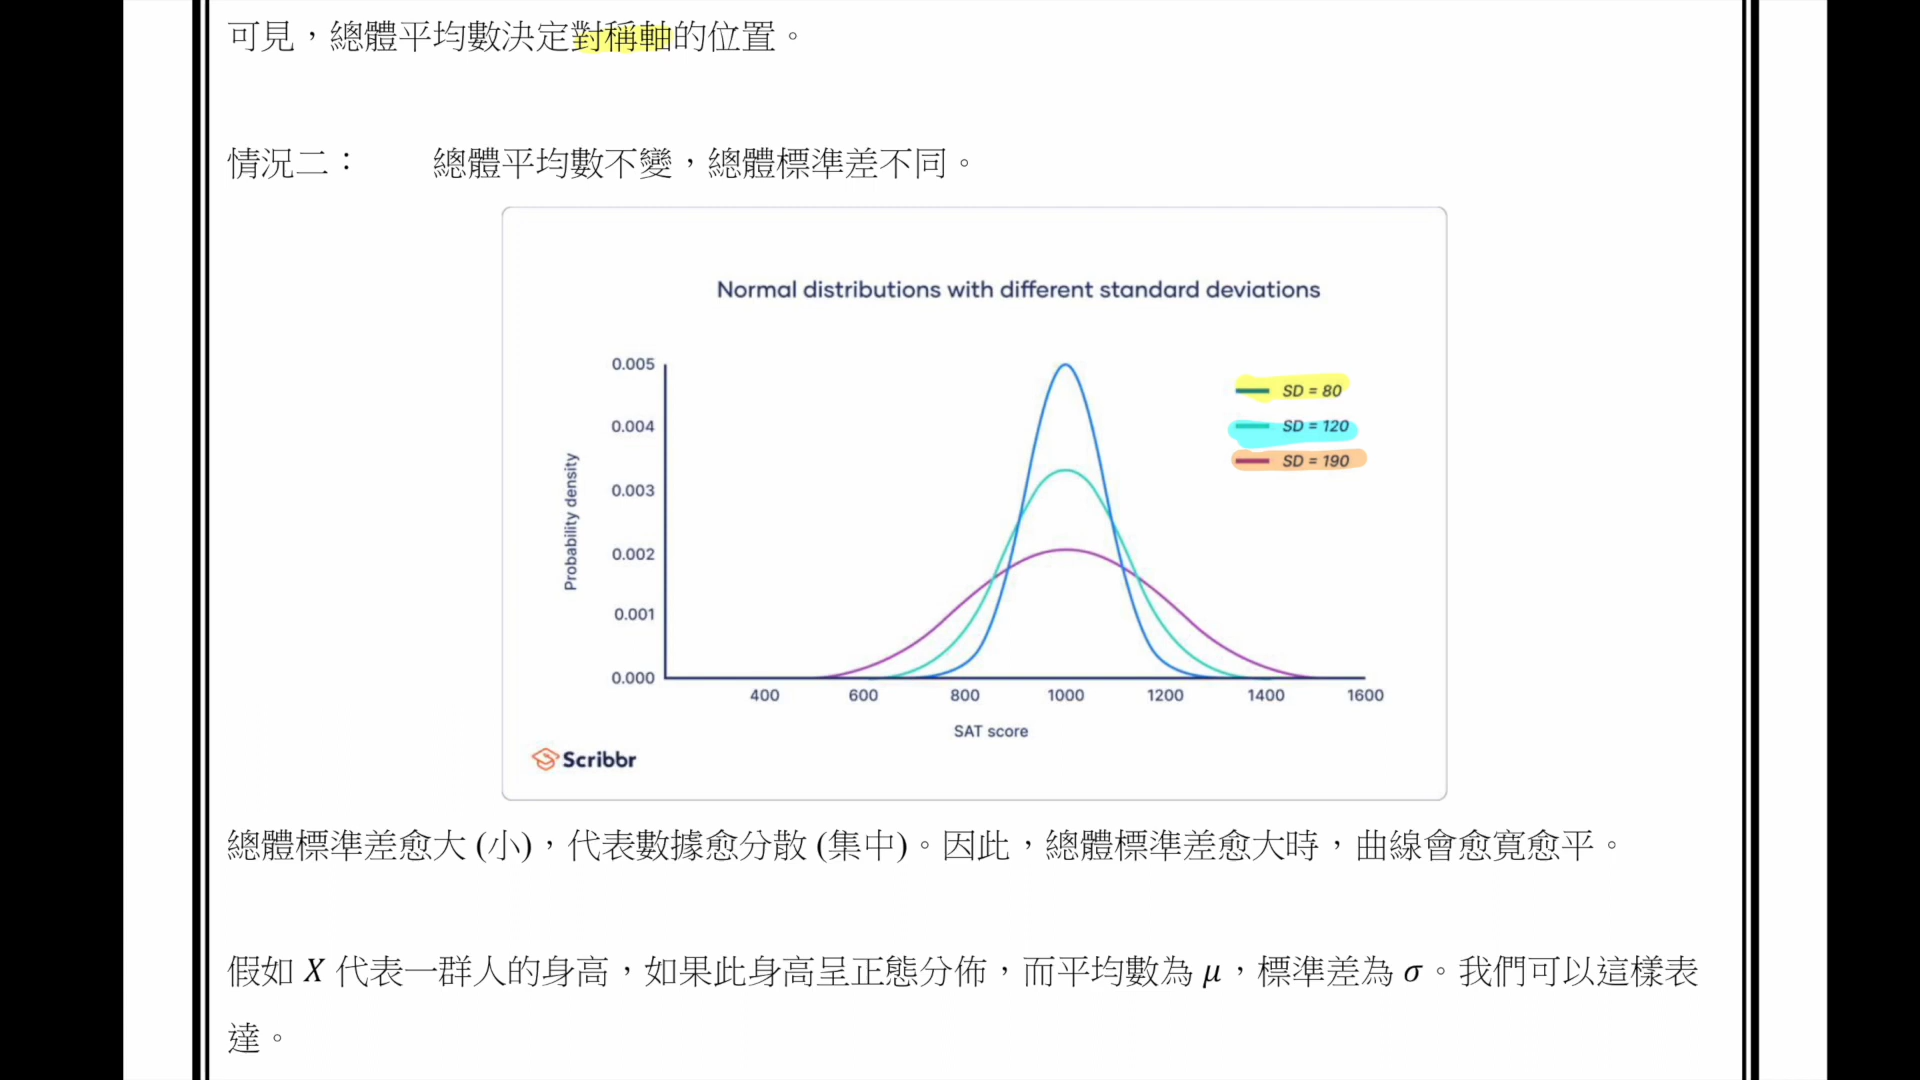 可見，總體平均數決定對稱軸的位置。
情況二： 總體平均數不變，總體標準差不同。
Normal distributions with different standard deviations
0.005
0.004
0.003
0.002
0.001
0.000
Probability density
SD = 80
SD = 120
SD = 190
400 600 800 1000 1200 1400 1600
SAT score
Scribbr
總體標準差愈大 (小)，代表數據愈分散 (集中)。因此，總體標準差愈大時，曲線會愈寬愈平。
假如 X 代表一群人的身高，如果此身高呈正態分佈，而平均數為 μ，標準差為 σ。我們可以這樣表
達。